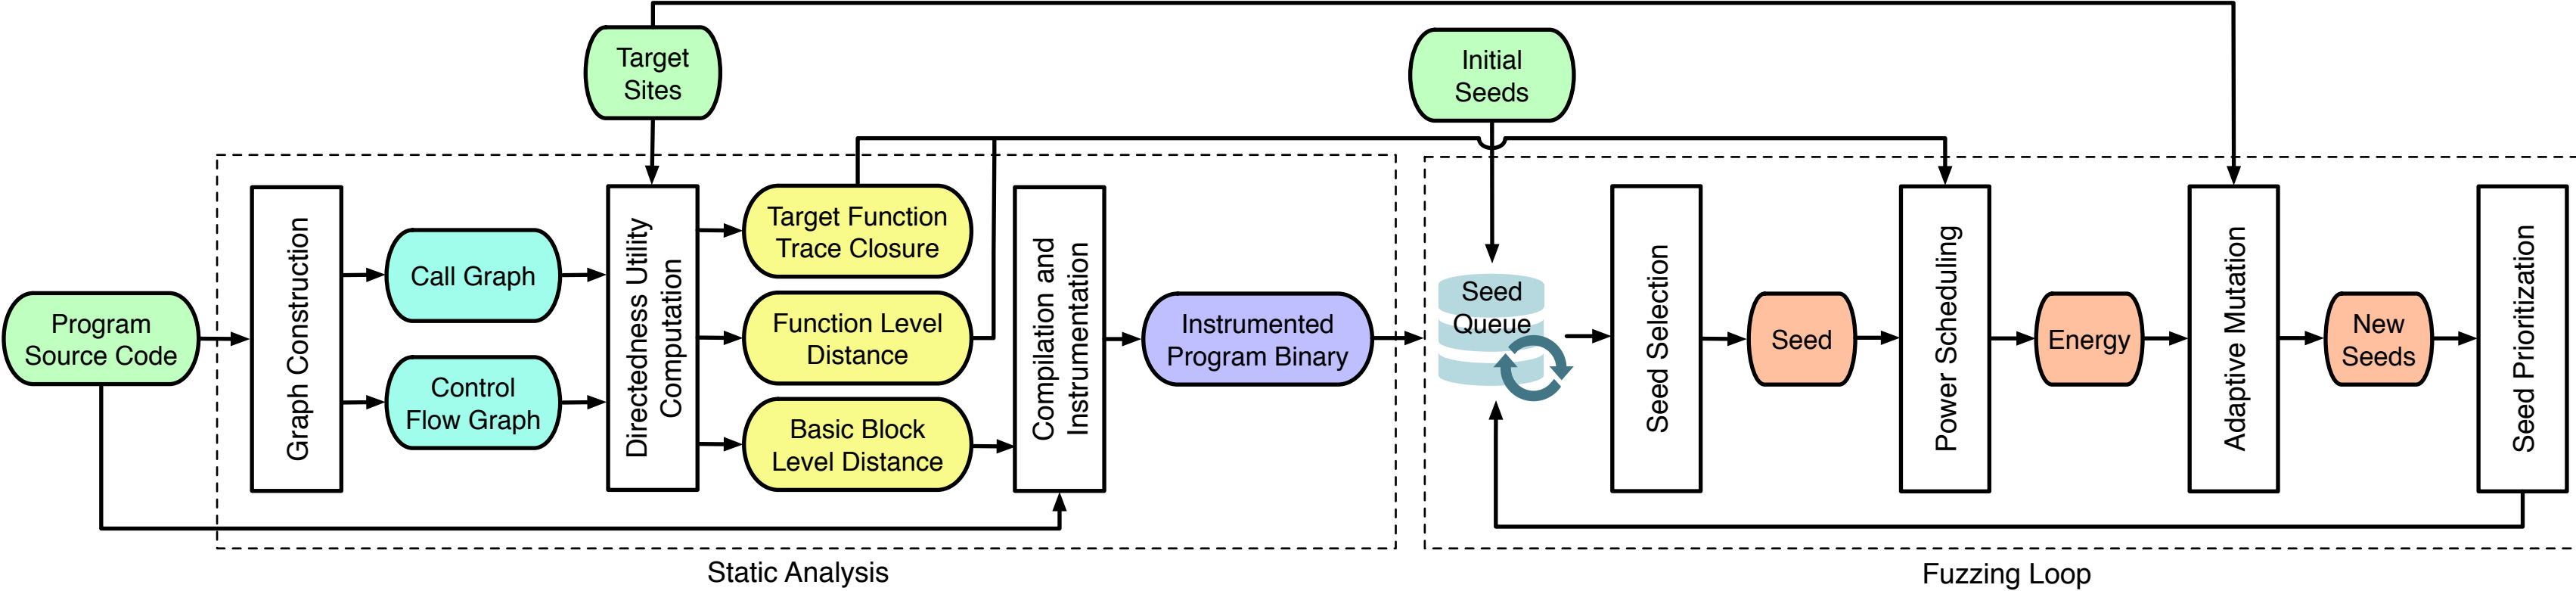 Target
Sites
Initial
Seeds
Program
Source Code
Graph Construction
Call Graph
Control
Flow Graph
Directedness Utility
Computation
Target Function
Trace Closure
Function Level
Distance
Basic Block
Level Distance
Compilation and
Instrumentation
Instrumented
Program Binary
Seed
Queue
Seed Selection
Seed
Power Scheduling
Energy
Adaptive Mutation
New
Seeds
Seed Prioritization
Static Analysis
Fuzzing Loop